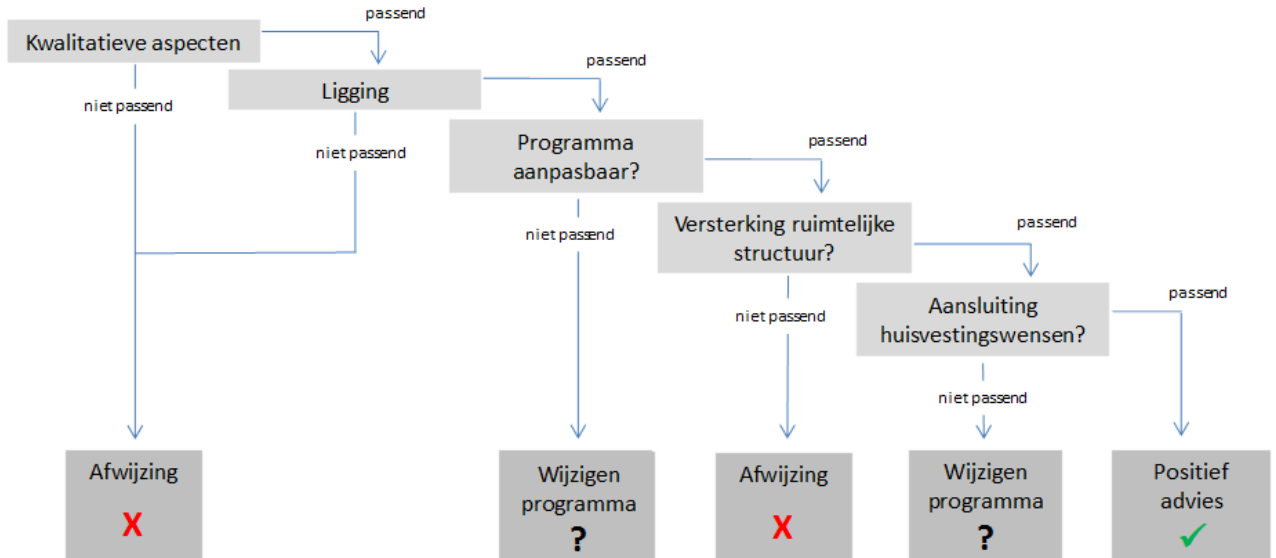 passend
Kwalitatieve aspecten
passend
niet passend
Ligging
niet passend
Programma
aanpasbaar?
passend
niet passend
Versterking ruimtelijke
structuur?
passend
niet passend
Aansluiting
huisvestingswensen?
passend
niet passend
Afwijzing
X
Wijzigen
programma
?
Afwijzing
X
Wijzigen
programma
?
Positief
advies
✓